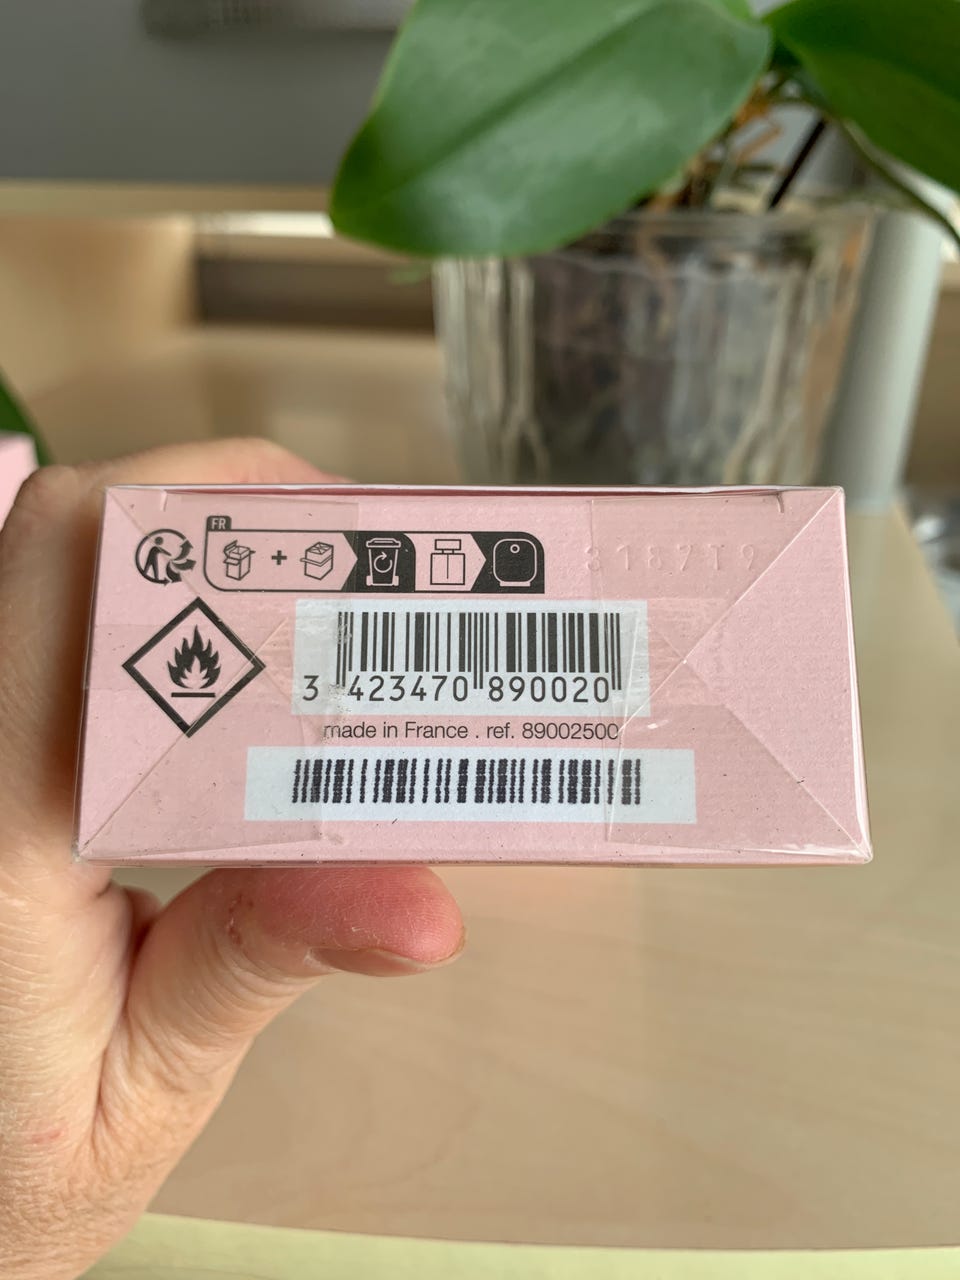 FR
3187T9
3 423470 890020
made in France . ref. 89002500